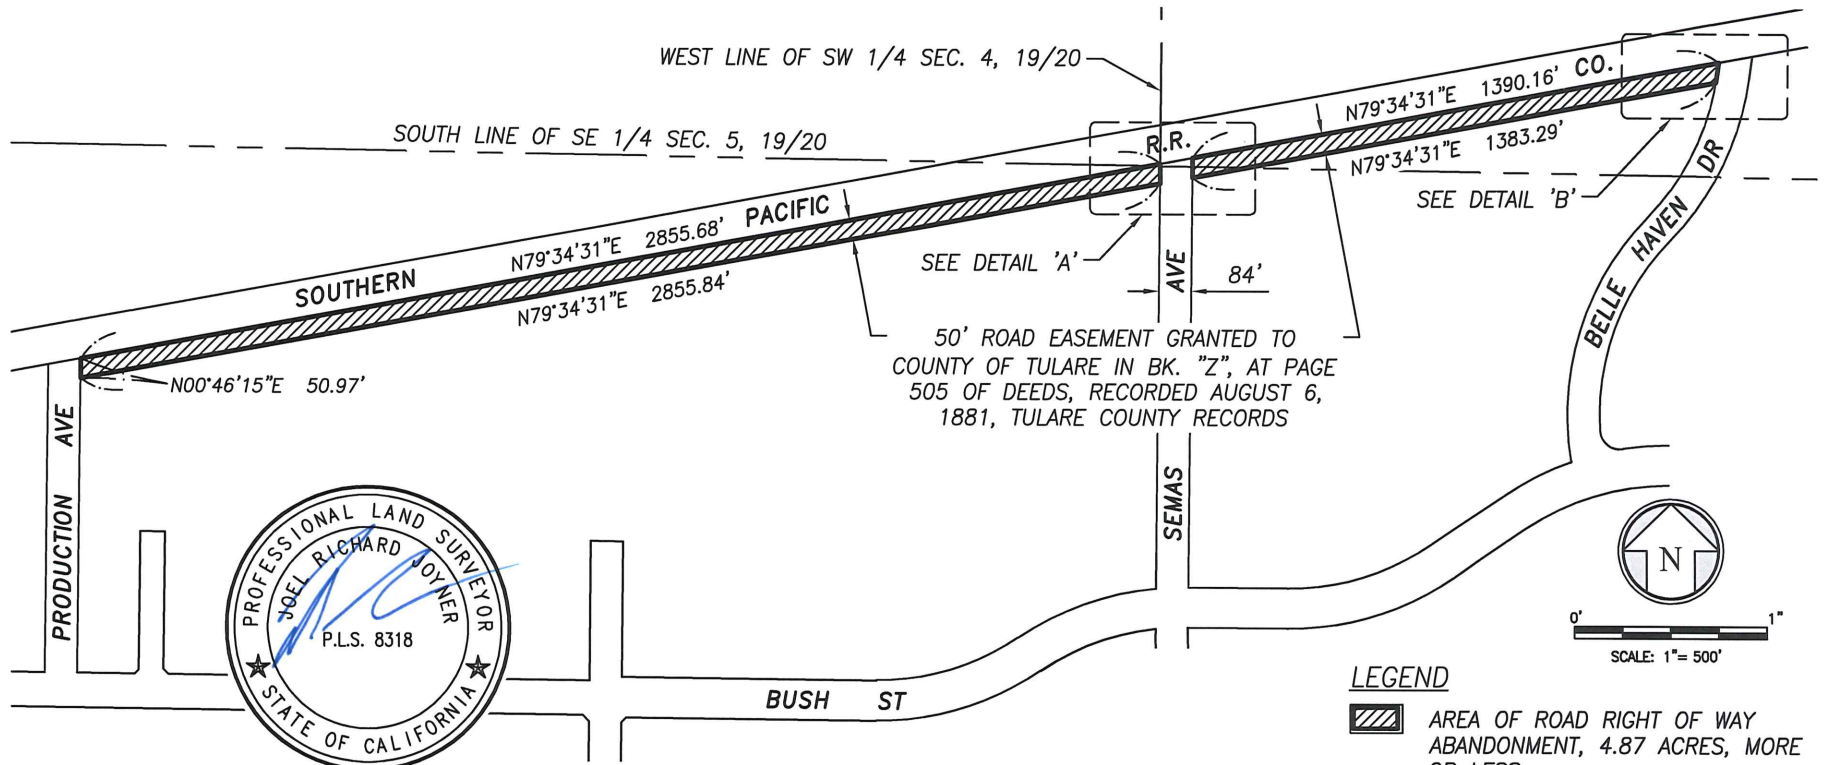 WEST LINE OF SW 1/4 SEC. 4, 19/20
SOUTH LINE OF SE 1/4 SEC. 5, 19/20
N79°34'31"E 1390.16'
CO.
N79°34'31"E 1383.29'
R.R.
SEE DETAIL 'B'
SEE DETAIL 'A'
PACIFIC
SOUTHERN
N79°34'31"E 2855.68'
N79°34'31"E 2855.84'
AVE
84'
BELLE HAVEN DR
50' ROAD EASEMENT GRANTED TO
COUNTY OF TULARE IN BK. "Z", AT PAGE
505 OF DEEDS, RECORDED AUGUST 6,
1881, TULARE COUNTY RECORDS
N00°46'15"E 50.97'
PRODUCTION AVE
SEMAS
PROFESSIONAL LAND SURVEYOR
JOEL RICHARD JOYNER
P.L.S. 8318
STATE OF CALIFORNIA
BUSH ST
N
0' 1"
SCALE: 1"= 500'
LEGEND
AREA OF ROAD RIGHT OF WAY
ABANDONMENT, 4.87 ACRES, MORE
OR LESS